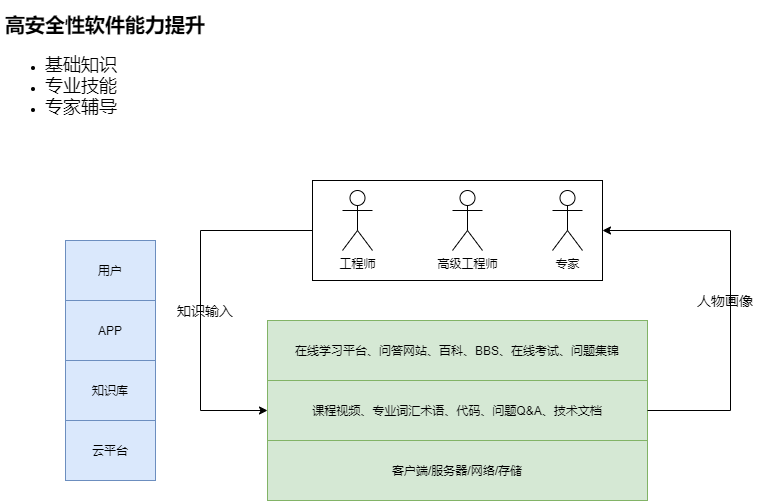 高安全性软件能力提升
基础知识
专业技能
专家辅导
工程师
高级工程师
专家
用户
知识输入
人物画像
APP
在线学习平台、问答网站、百科、BBS、在线考试、问题集锦
知识库
课程视频、专业词汇术语、代码、问题Q&A、技术文档
云平台
客户端/服务器/网络/存储